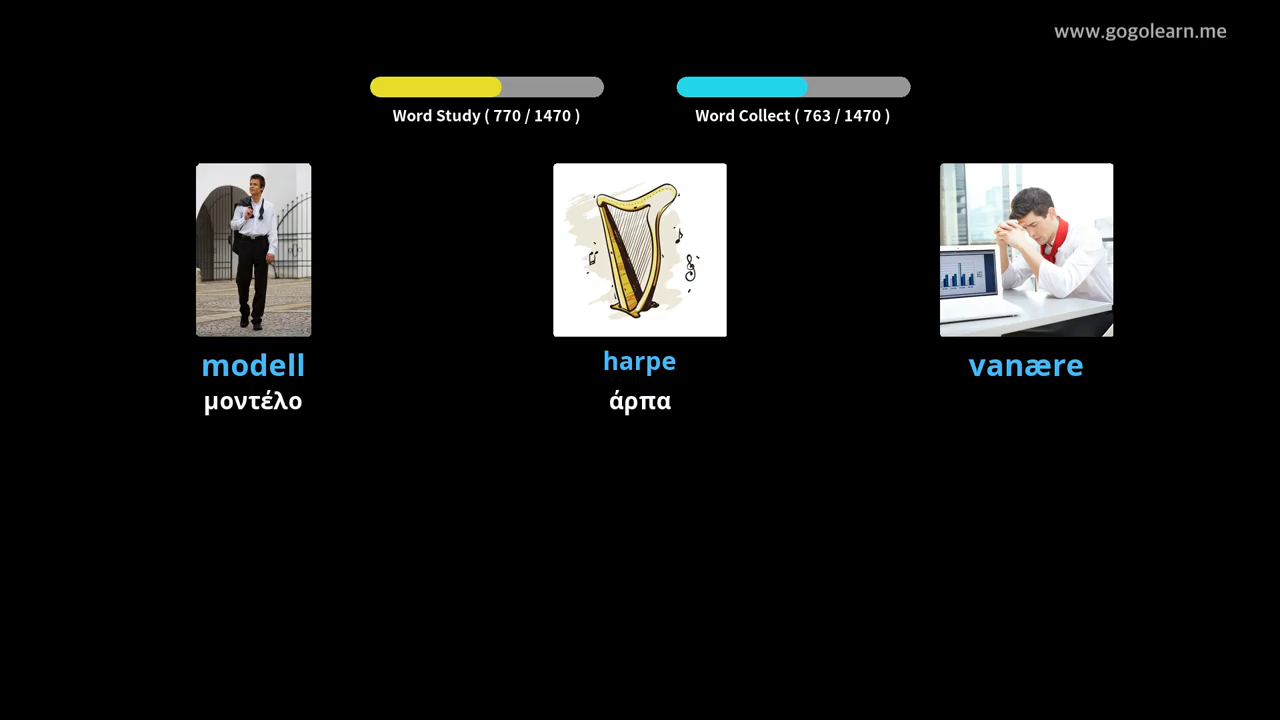 www.gogolearn.me
Word Study ( 770 / 1470 )
Word Collect ( 763 / 1470 )
modell
μοντέλο
harpe
άρπα
vanære